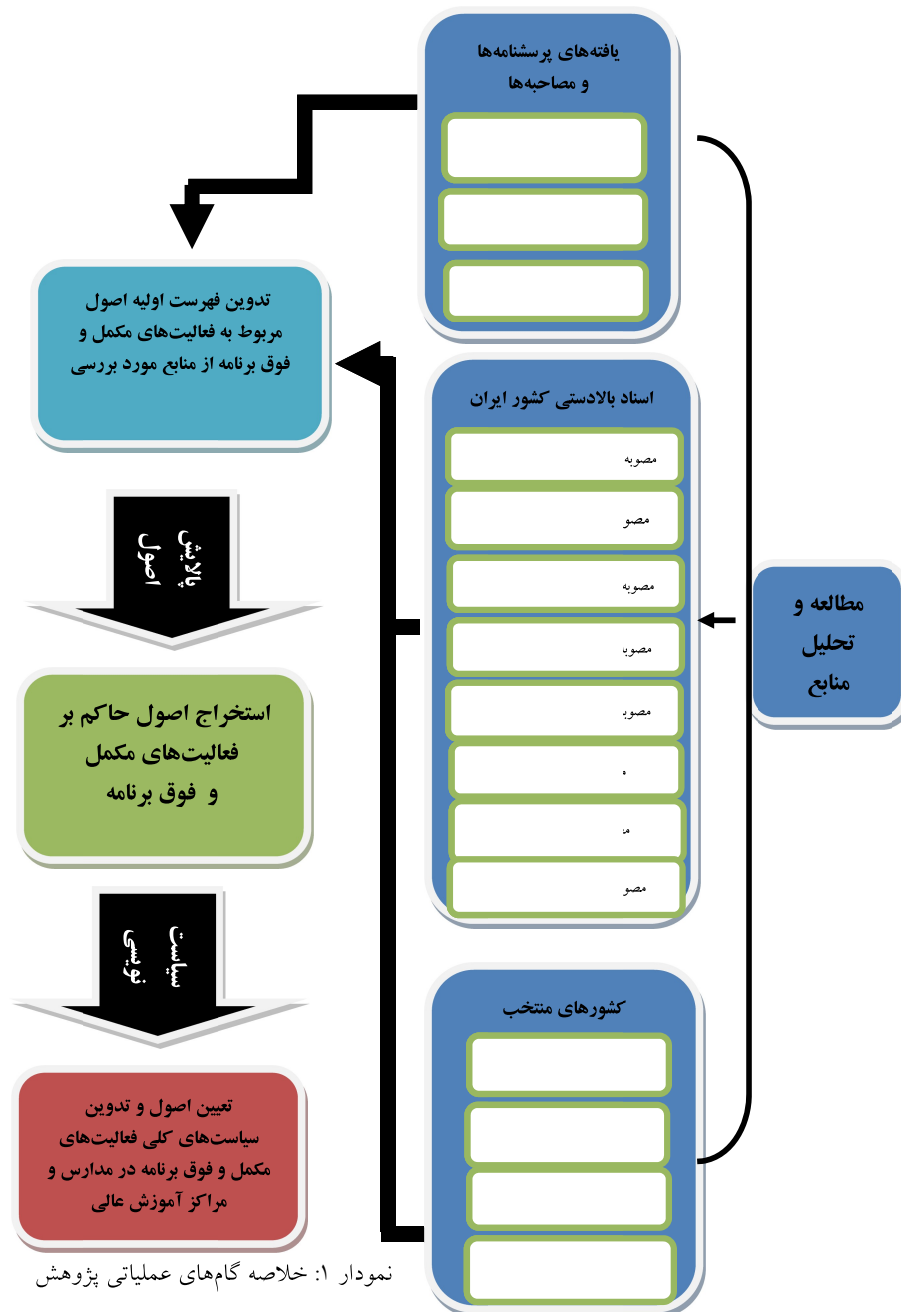 یافته‌های پرسشنامه‌ها
و مصاحبه‌ها
تدوین فهرست اولیه اصول
مربوط به فعالیت‌های مکمل و
فوق برنامه از منابع مورد بررسی
اسناد بالادستی کشور ایران
مصوبه
مصو
مصوبه
مصوبه
مصوبه
مصو
مطالعه و
تحلیل
منابع
پالایش
اصول
استخراج اصول حاکم بر
فعالیت‌های مکمل
و فوق برنامه
سیاست
نویسی
کشورهای منتخب
تعیین اصول و تدوین
سیاست‌های کلی فعالیت‌های
مکمل و فوق برنامه در مدارس و
مراکز آموزش عالی
نمودار ۱: خلاصه گام‌های عملیاتی پژوهش